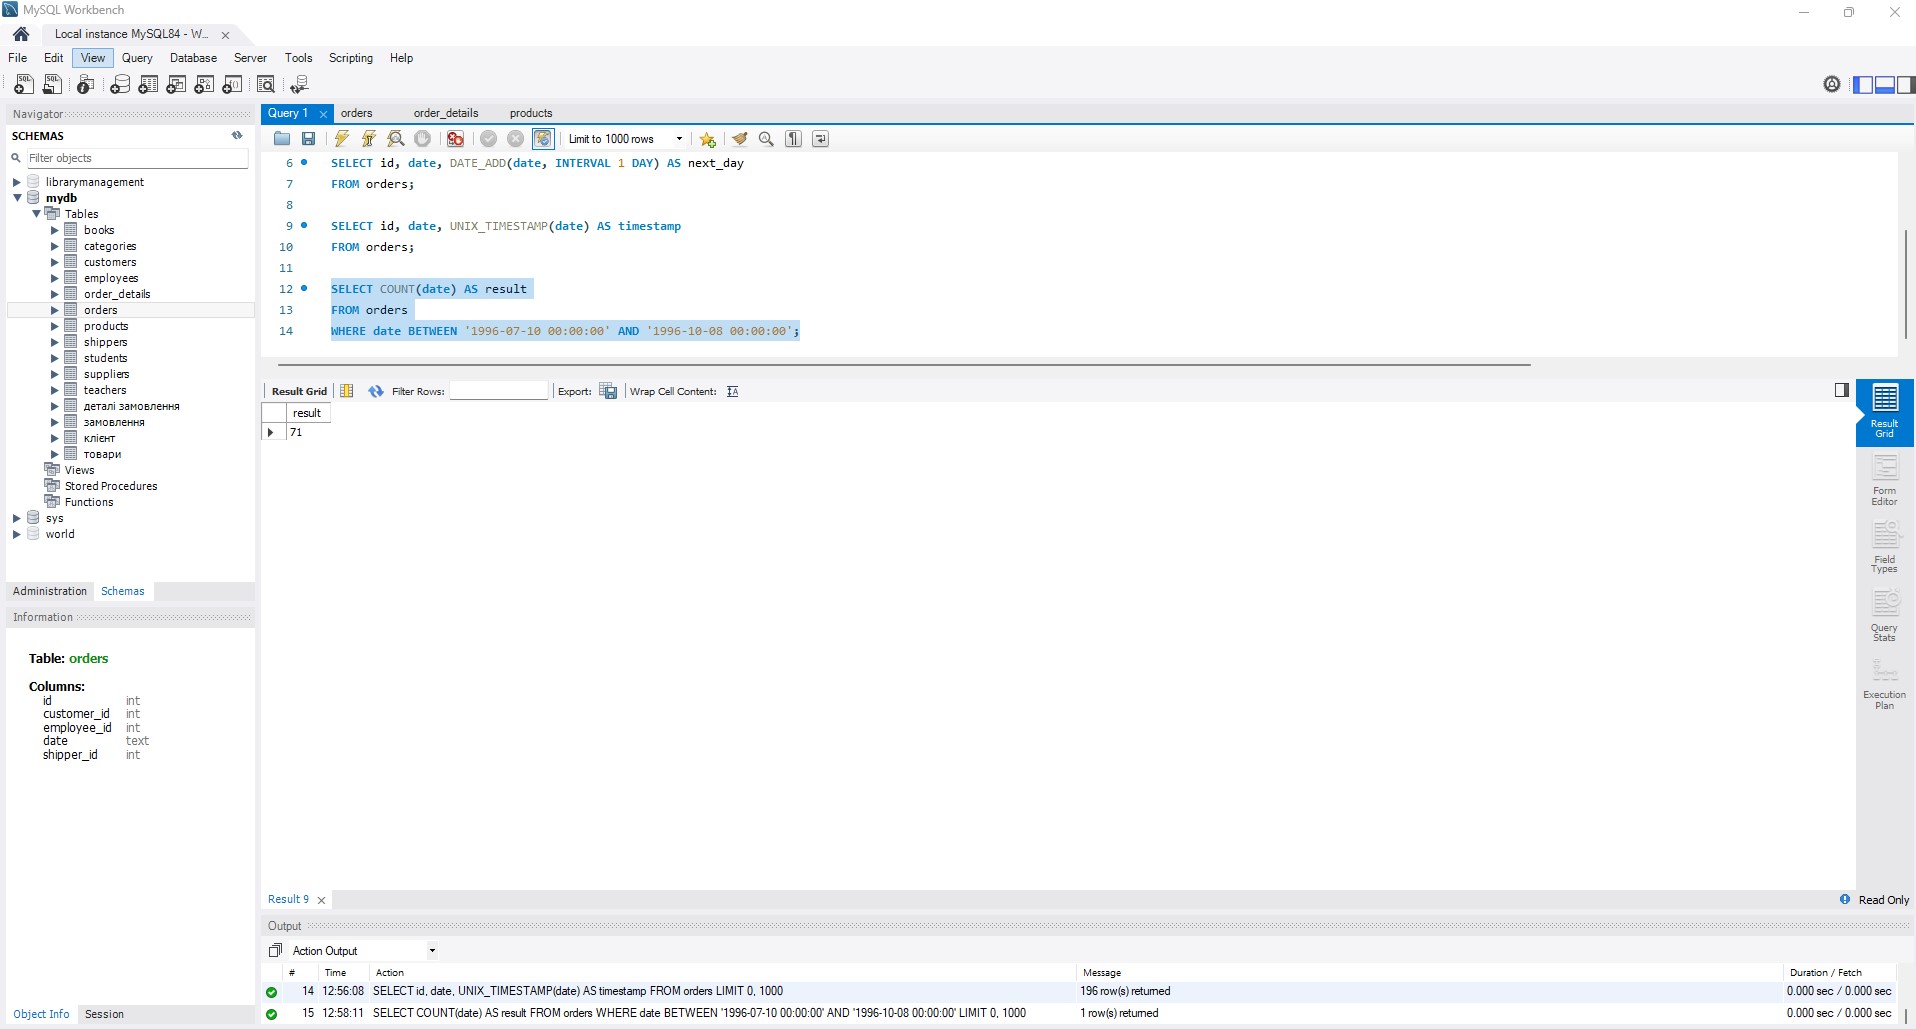 MySQL Workbench
Local instance MySQL84 - W...
File Edit View Query Database Server Tools Scripting Help
Navigator
SCHEMAS
Filter objects
librarymanagement
mydb
Tables
books
categories
customers
employees
order_details
orders
products
shippers
students
suppliers
teachers
деталі замовлення
замовлення
клієнт
товари
Views
Stored Procedures
Functions
sys
world
Administration Schemas
Information
Table: orders
Columns:
id int
customer_id int
employee_id int
date text
shipper_id int
Object Info Session
Query 1 orders order_details products
Limit to 1000 rows
6 SELECT id, date, DATE_ADD(date, INTERVAL 1 DAY) AS next_day
7 FROM orders;
8
9 SELECT id, date, UNIX_TIMESTAMP(date) AS timestamp
10 FROM orders;
11
12 SELECT COUNT(date) AS result
13 FROM orders
14 WHERE date BETWEEN '1996-07-10 00:00:00' AND '1996-10-08 00:00:00';
Result Grid Filter Rows: Export: Wrap Cell Content:
result
71
Result Grid
Form Editor
Field Types
Query Stats
Execution Plan
Result 9 Read Only
Output
Action Output
# Time Action Message Duration / Fetch
14 12:56:08 SELECT id, date, UNIX_TIMESTAMP(date) AS timestamp FROM orders LIMIT 0, 1000 196 row(s) returned 0.000 sec / 0.000 sec
15 12:58:11 SELECT COUNT(date) AS result FROM orders WHERE date BETWEEN '1996-07-10 00:00:00' AND '1996-10-08 00:00:00' LIMIT 0, 1000 1 row(s) returned 0.000 sec / 0.000 sec